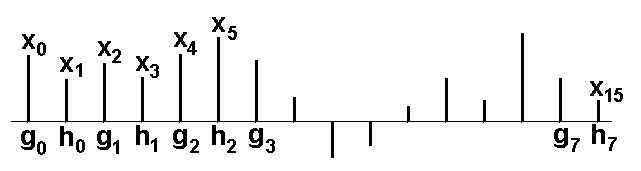 x₀ x₁ x₂ x₃ x₄ x₅ x₁₅
g₀ h₀ g₁ h₁ g₂ h₂ g₃ g₇ h₇